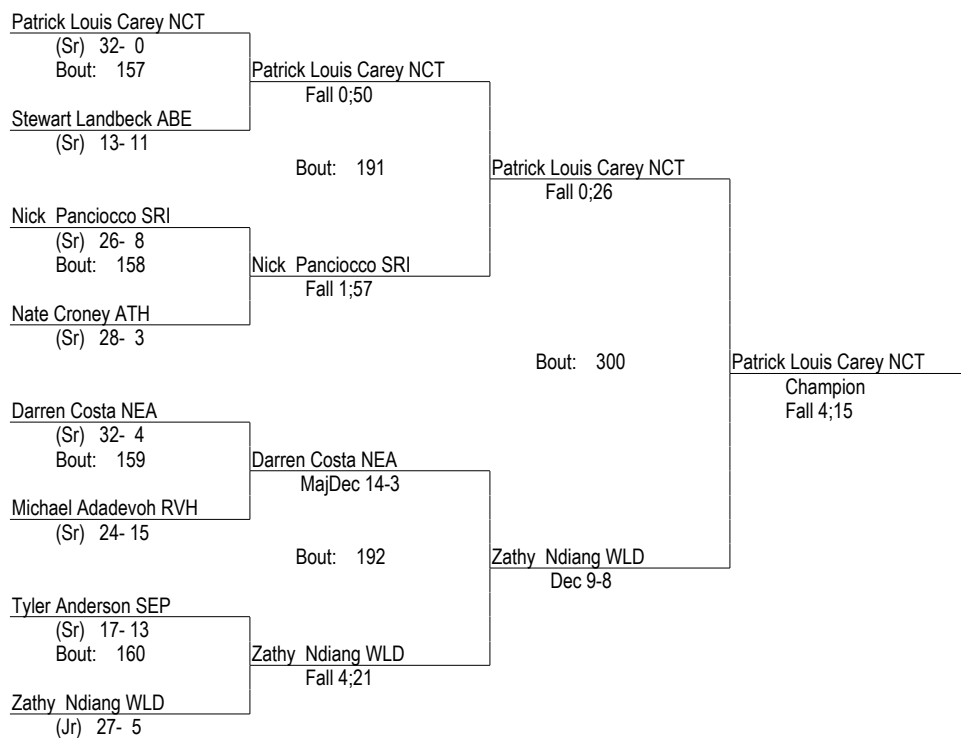 Patrick Louis Carey NCT
(Sr) 32- 0
Bout: 157
Stewart Landbeck ABE
(Sr) 13- 11
Nick Panciocco SRI
(Sr) 26- 8
Bout: 158
Nate Croney ATH
(Sr) 28- 3
Darren Costa NEA
(Sr) 32- 4
Bout: 159
Michael Adadevoh RVH
(Sr) 24- 15
Tyler Anderson SEP
(Sr) 17- 13
Bout: 160
Zathy Ndiang WLD
(Jr) 27- 5
Patrick Louis Carey NCT
Fall 0;50
Bout: 191
Nick Panciocco SRI
Fall 1;57
Darren Costa NEA
MajDec 14-3
Bout: 192
Zathy Ndiang WLD
Fall 4;21
Patrick Louis Carey NCT
Fall 0;26
Bout: 300
Zathy Ndiang WLD
Dec 9-8
Patrick Louis Carey NCT
Champion
Fall 4;15